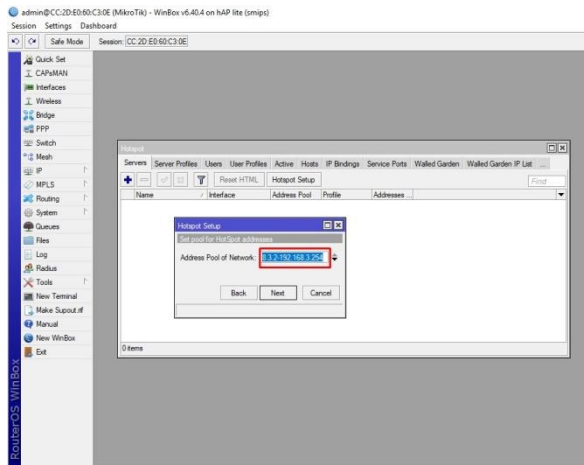 admin@CC:2D:E0:60:C3:0E (MikroTik) - WinBox v6.40.4 on hAP lite (smips)
Session Settings Dashboard
Safe Mode Session: CC:2D:E0:60:C3:0E
Quick Set
CAPsMAN
Interfaces
Wireless
Bridge
PPP
Switch
Mesh
IP
MPLS
Routing
System
Queues
Files
Log
Radius
Tools
New Terminal
Make Supout.rif
Manual
New WinBox
Exit
RouterOS WinBox
Hotspot
Servers Server Profiles Users User Profiles Active Hosts IP Bindings Service Ports Walled Garden Walled Garden IP List ...
Reset HTML Hotspot Setup Find
Name Interface Address Pool Profile Addresses ...
Hotspot Setup
Set pool for HotSpot addresses
Address Pool of Network: 8.3.2-192.168.3.254
Back Next Cancel
0 items